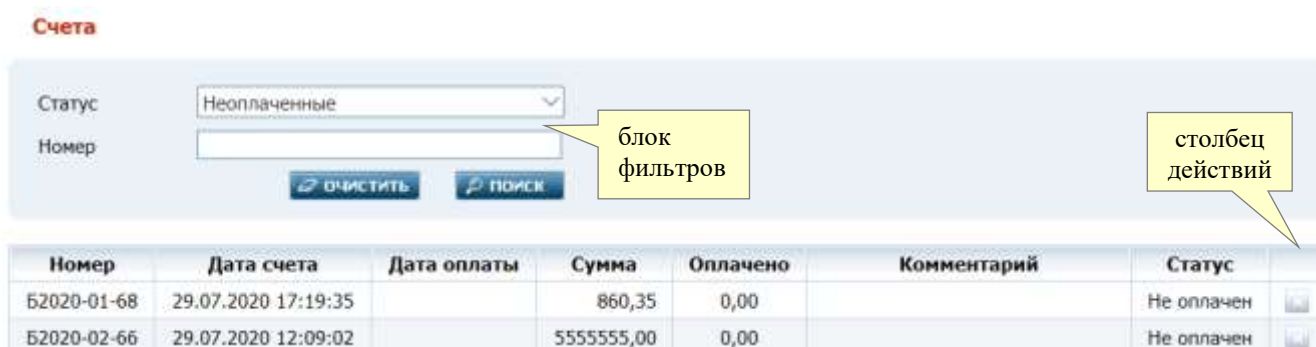 Счета
Статус
Неоплаченные
Номер
ОЧИСТИТЬ
ПОИСК
блок
фильтров
столбец
действий
Номер Дата счета Дата оплаты Сумма Оплачено Комментарий Статус
Б2020-01-68 29.07.2020 17:19:35 860,35 0,00 Не оплачен
Б2020-02-66 29.07.2020 12:09:02 5555555,00 0,00 Не оплачен